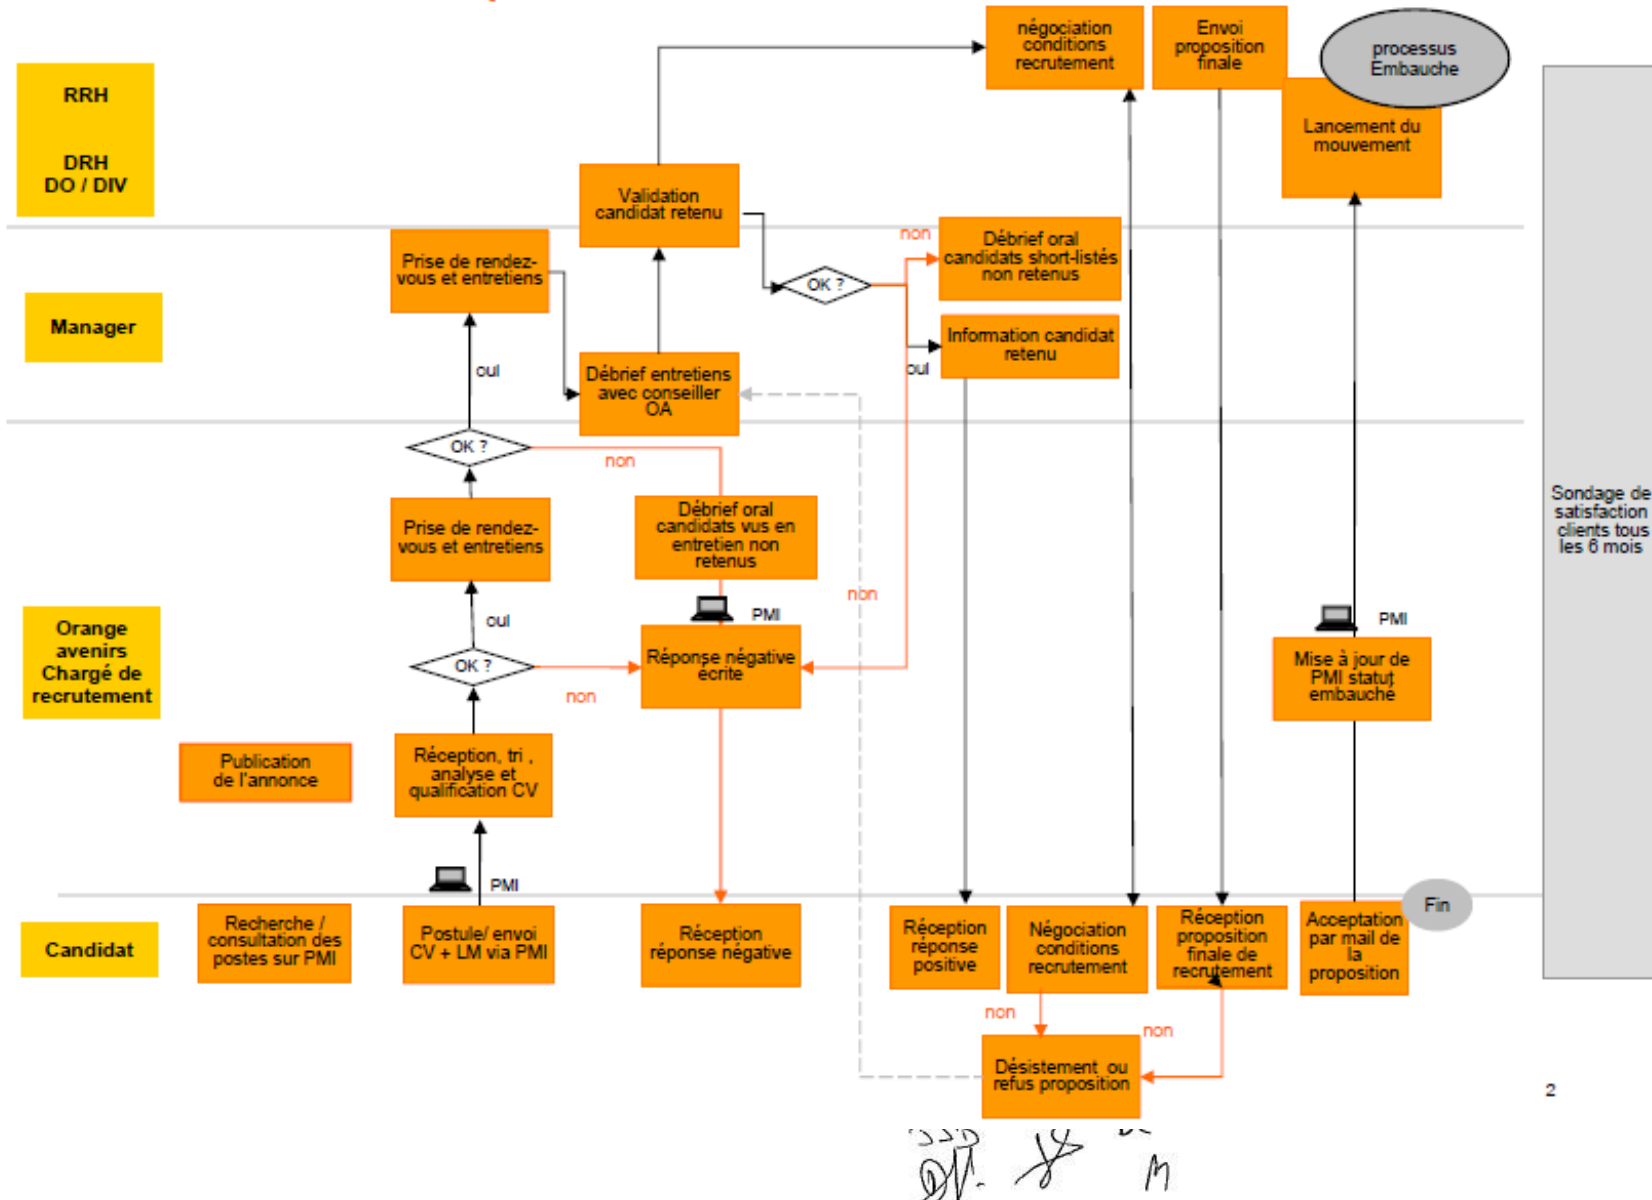 négociation
conditions
recrutement
Envoi
proposition
finale
processus
Embauche
RRH
DRH
DO / DIV
Lancement du
mouvement
Validation
candidat retenu
non
Débrief oral
candidats short-listés
non retenus
Prise de rendez-
vous et entretiens
OK ?
Manager
Information candidat
retenu
oui
oui
Débrief entretiens
avec conseiller
OA
OK ?
non
Prise de rendez-
vous et entretiens
Débrief oral
candidats vus en
entretien non
retenus
Sondage de
satisfaction
clients tous
les 6 mois
non
PMI
PMI
oui
Orange
avenirs
Chargé de
recrutement
OK ?
Réponse négative
écrite
non
Mise à jour de
PMI statut
embauché
Publication
de l'annonce
Réception, tri ,
analyse et
qualification CV
PMI
Fin
Candidat
Recherche /
consultation des
postes sur PMI
Postule/ envoi
CV + LM via PMI
Réception
réponse négative
Réception
réponse
positive
Négociation
conditions
recrutement
Réception
proposition
finale de
recrutement
Acceptation
par mail de
la
proposition
non
non
Désistement ou
refus proposition
2